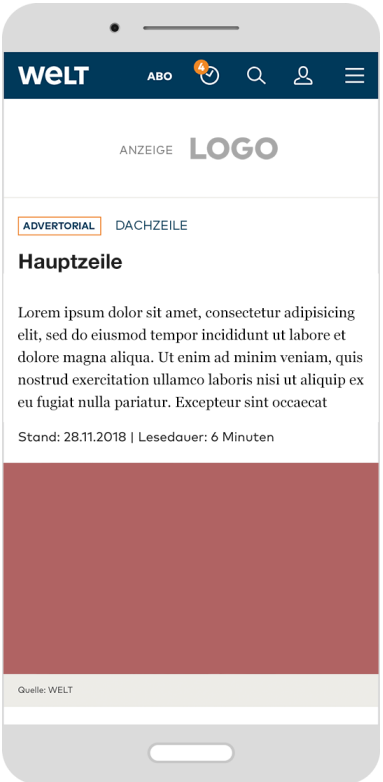 WELT
ABO
4
ANZEIGE LOGO
ADVERTORIAL DACHZEILE
Hauptzeile
Lorem ipsum dolor sit amet, consectetur adipisicing
elit, sed do eiusmod tempor incididunt ut labore et
dolore magna aliqua. Ut enim ad minim veniam, quis
nostrud exercitation ullamco laboris nisi ut aliquip ex
eu fugiat nulla pariatur. Excepteur sint occaecat
Stand: 28.11.2018 | Lesedauer: 6 Minuten
Quelle: WELT